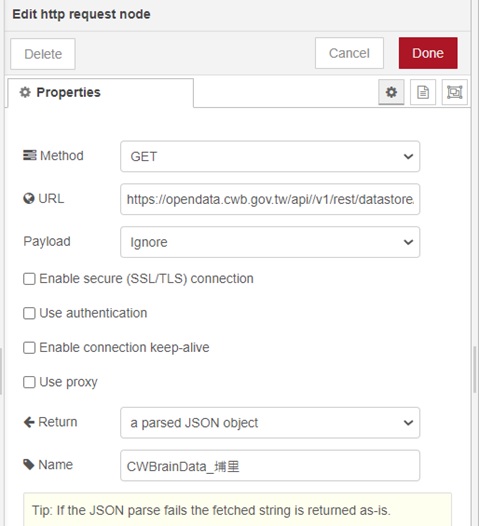 Edit http request node
Delete
Cancel
Done
Properties
Method
GET
URL
https://opendata.cwb.gov.tw/api//v1/rest/datastore
Payload
Ignore
Enable secure (SSL/TLS) connection
Use authentication
Enable connection keep-alive
Use proxy
Return
a parsed JSON object
Name
CWBrainData_埔里
Tip: If the JSON parse fails the fetched string is returned as-is.